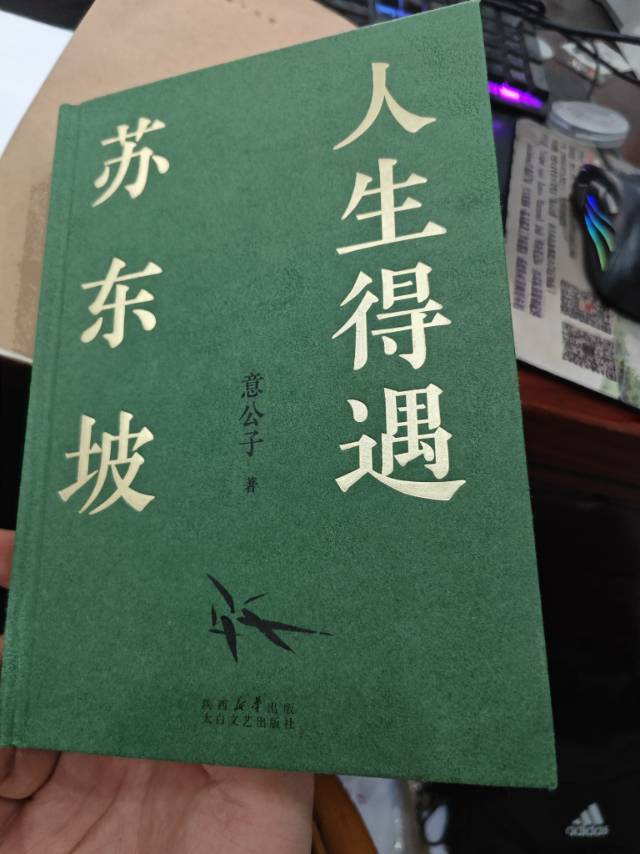 人生得遇
苏东坡
意公子 著
陕西新华出版
太白文艺出版社
adidas